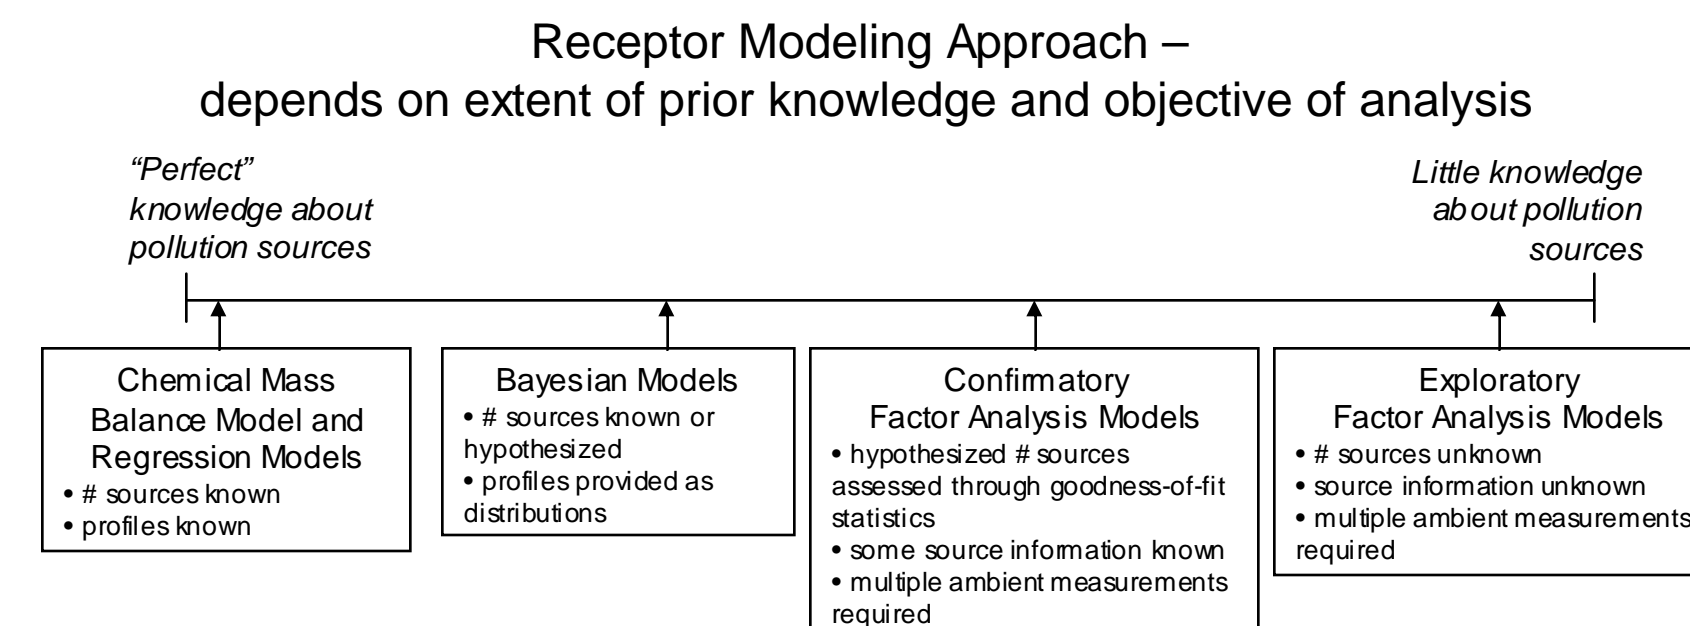 Receptor Modeling Approach –
depends on extent of prior knowledge and objective of analysis
“Perfect”
knowledge about
pollution sources
Little knowledge
about pollution
sources
Chemical Mass
Balance Model and
Regression Models
• # sources known
• profiles known
Bayesian Models
• # sources known or
hypothesized
• profiles provided as
distributions
Confirmatory
Factor Analysis Models
• hypothesized # sources
assessed through goodness-of-fit
statistics
• some source information known
• multiple ambient measurements
required
Exploratory
Factor Analysis Models
• # sources unknown
• source information unknown
• multiple ambient measurements
required